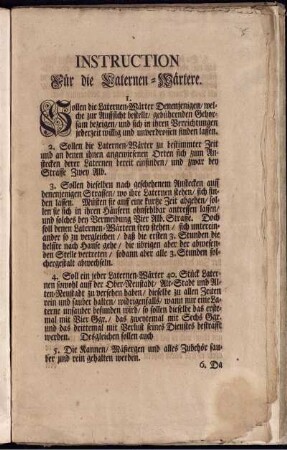 INSTRUCTION
Für die Laternen-Wärtere.
1.
Sollen die Laternen-Wärter Denenjenigen, wel-
che zur Auffsicht bestellt, gebührenden Gehor-
sam bezeigen, und sich in ihren Verrichtungen
jederzeit willig und unverdrossen finden lassen.
2. Sollen die Laternen-Wärter zu bestimmter Zeit
und an denen ihnen angewiesenen Orten sich zum An-
stecken derer Laternen bereit einfinden, und zwar bey
Straffe Zwey Alb.
3. Sollen dieselben nach geschehenem Anstecken auff
denenjenigen Strassen, wo ihre Laternen stehen, sich fin-
den lassen. Müsten sie auff eine kurtze Zeit abgehen, sol-
len sie sich in ihren Häusern ohnfehlbar antreffen lassen,
und solches bey Vermeidung Vier Alb. Straffe. Doch
soll denen Laternen-Wärtern frey stehen, sich unterein-
ander so zu vergleichen, daß die ersten 3. Stunden die
helffte nach Hause gehe, die übrigen aber der abwesen-
den Stelle vertreten, sodann aber alle 3. Stunden sol-
chergestalt abwechseln.
4. Soll ein jeder Laternen-Wärter 40. Stück Later-
nen sowohl auff der Ober-Neustadt, Alt-Stadt und Al-
ten-Neustadt zu versehen haben, dieselbe zu allen Zeiten
rein und sauber halten, widrigenfalls, wann nur eine La-
terne unsauber befunden wird, so sollen dieselbe das erste-
mal mit Vier Ggr. das zweytemal mit Sechs Ggr.
und das drittemal mit Verlust seines Dienstes bestrafft
werden. Deßgleichen sollen auch
5. Die Kannen, Mäßergen und alles Zubehör sau-
ber und rein gehalten werden.
6. Da